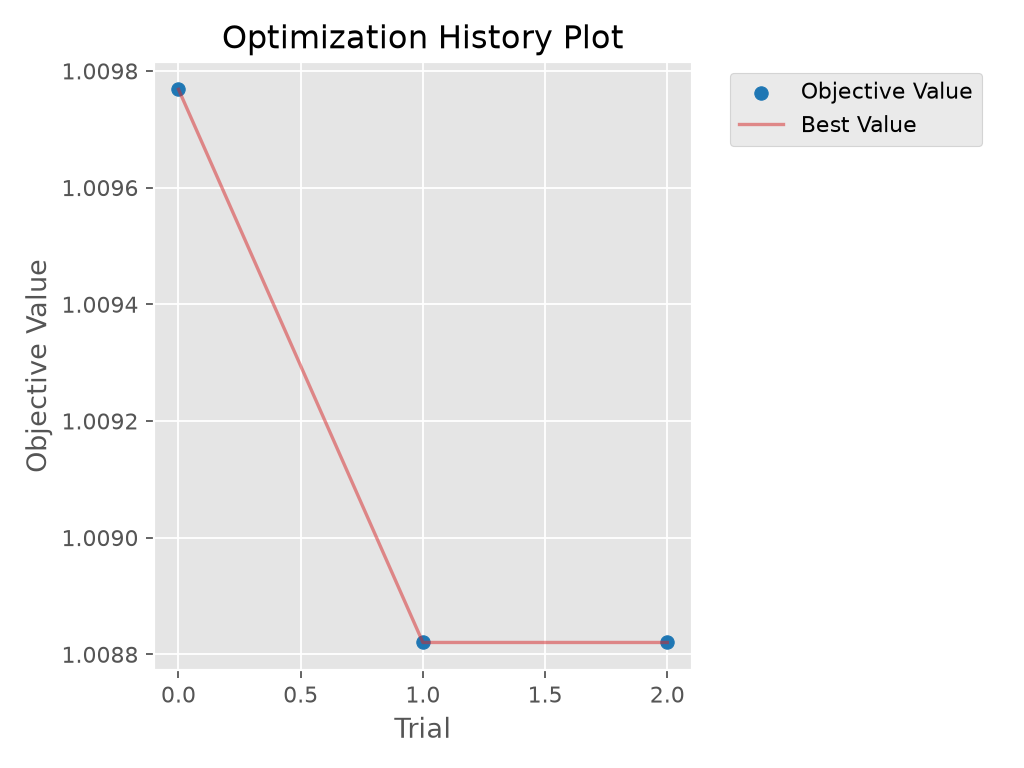 Optimization History Plot
Objective Value
Best Value
Objective Value
1.0098
1.0096
1.0094
1.0092
1.0090
1.0088
0.0 0.5 1.0 1.5 2.0
Trial